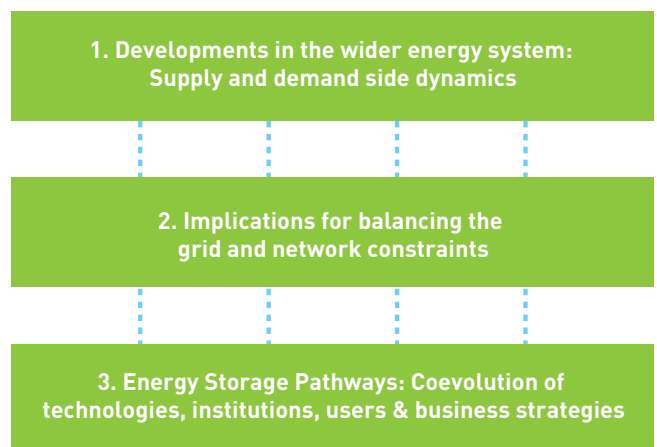 1. Developments in the wider energy system:
Supply and demand side dynamics
2. Implications for balancing the
grid and network constraints
3. Energy Storage Pathways: Coevolution of
technologies, institutions, users & business strategies